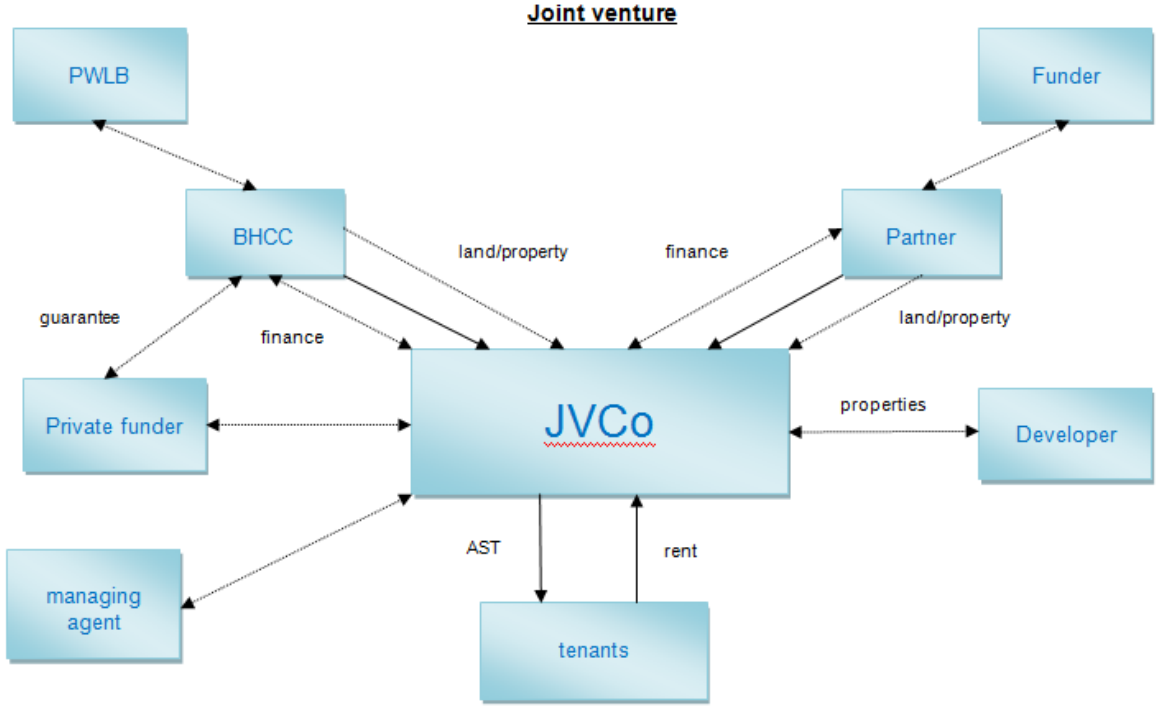 Joint venture
PWLB
Funder
BHCC
Partner
land/property
finance
guarantee
finance
land/property
Private funder
JVCo
properties
Developer
AST
rent
managing
agent
tenants